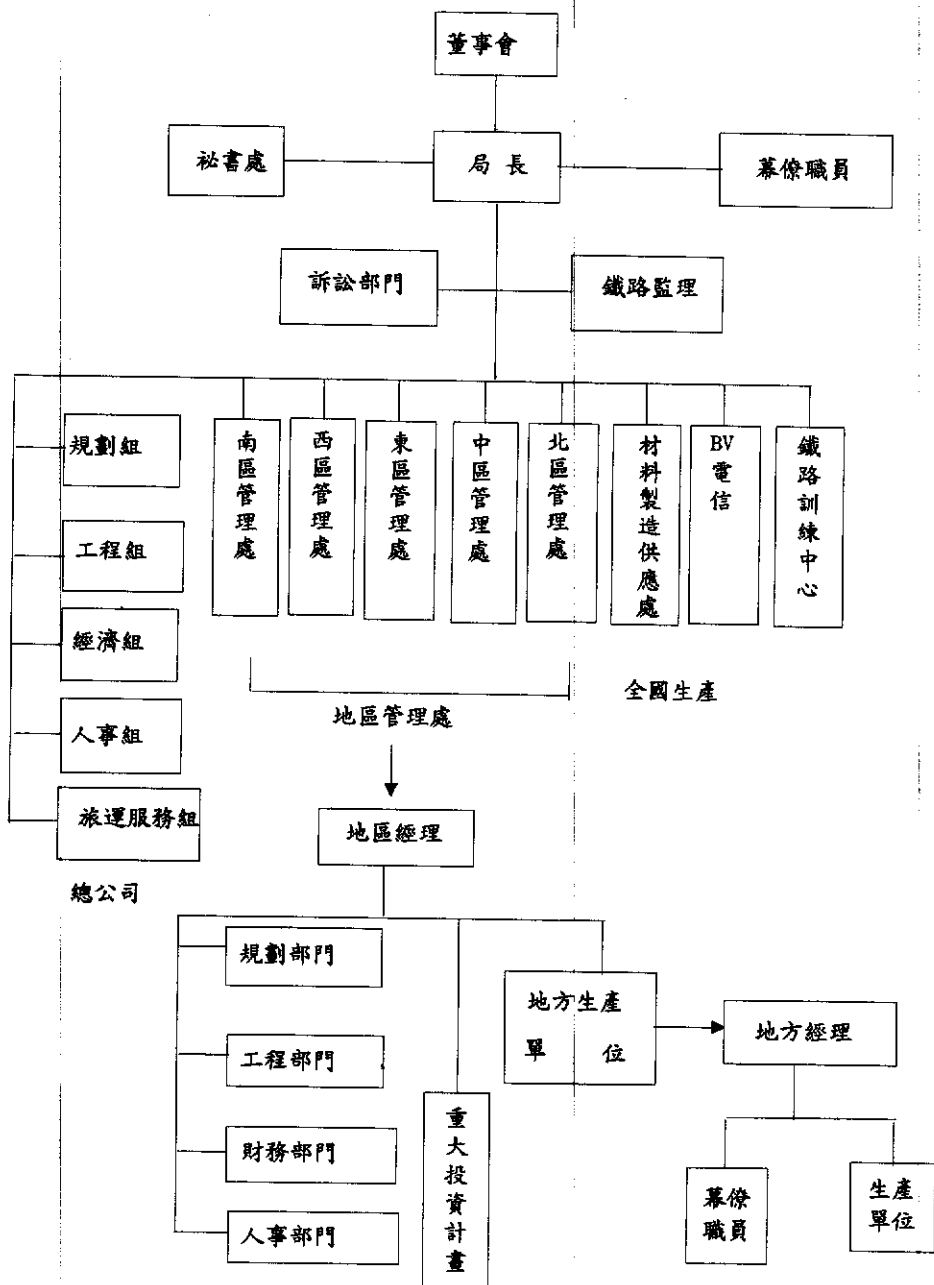 董事會
祕書處
局長
幕僚職員
訴訟部門
鐵路監理
規劃組
工程組
經濟組
人事組
旅運服務組
總公司
南區管理處
西區管理處
東區管理處
中區管理處
北區管理處
材料製造供應處
BV電信
鐵路訓練中心
地區管理處
全國生產
地區經理
規劃部門
工程部門
財務部門
人事部門
重大投資計畫
地方生產
單位
地方經理
幕僚
職員
生產
單位